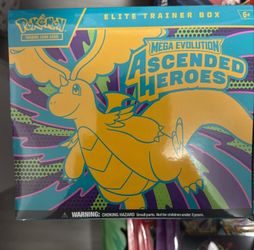 ELITE TRAINER BOX
6+
Pokémon
TRADING CARD GAME
MEGA EVOLUTION
ASCENDED
HEROES
WARNING: CHOKING HAZARD-Small parts. Not for children under 3 years.